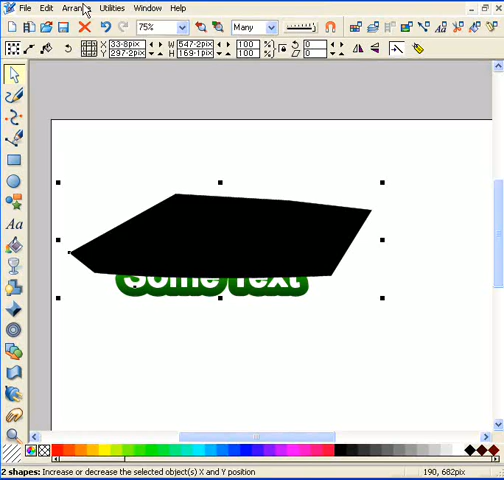 File Edit Arrange Utilities Window Help
75% Many
X 33-8pix W 547-2pix 100 0
Y 297-2pix H 169-1pix 100 0
Aa
Some Text
2 shapes: Increase or decrease the selected object(s) X and Y position 190, 682pix